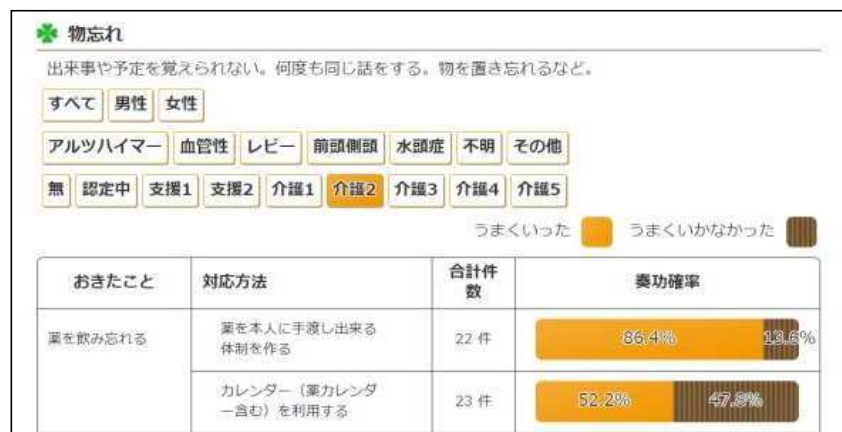 物忘れ
出来事や予定を覚えられない。何度も同じ話をする。物を置き忘れるなど。
すべて 男性 女性
アルツハイマー 血管性 レビー 前頭側頭 水頭症 不明 その他
無 認定中 支援1 支援2 介護1 介護2 介護3 介護4 介護5
うまくいった うまくいかなかった
おきたこと 対応方法 合計件数 奏功確率
薬を飲み忘れる
薬を本人に手渡し出来る
体制を作る
22 件 86.4% 13.6%
カレンダー（薬カレンダ
ー含む）を利用する
23 件 52.2% 47.8%